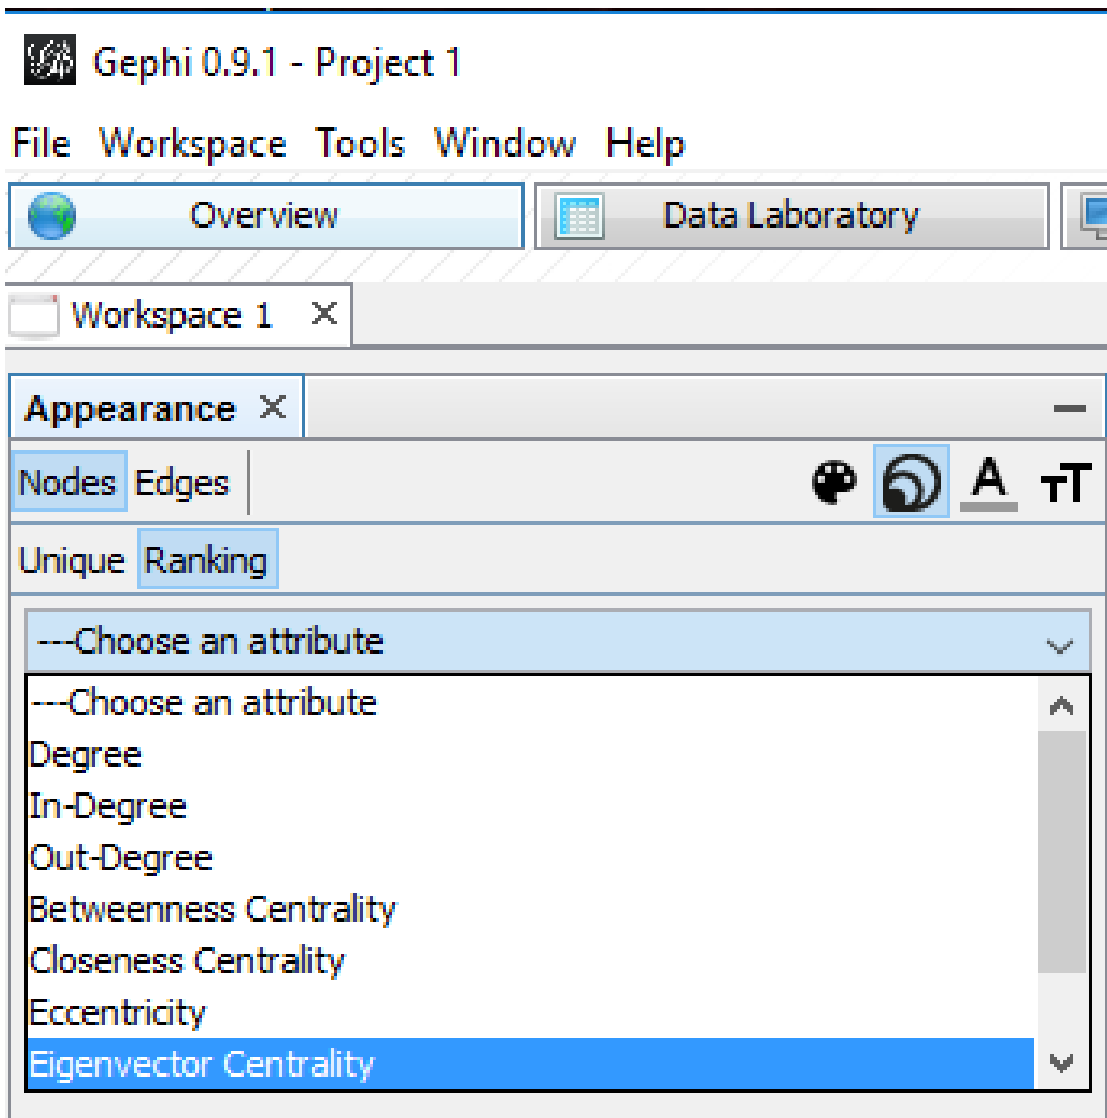 Gephi 0.9.1 - Project 1
File Workspace Tools Window Help
Overview Data Laboratory
Workspace 1
Appearance
Nodes Edges A TT
Unique Ranking
---Choose an attribute
---Choose an attribute
Degree
In-Degree
Out-Degree
Betweenness Centrality
Closeness Centrality
Eccentricity
Eigenvector Centrality